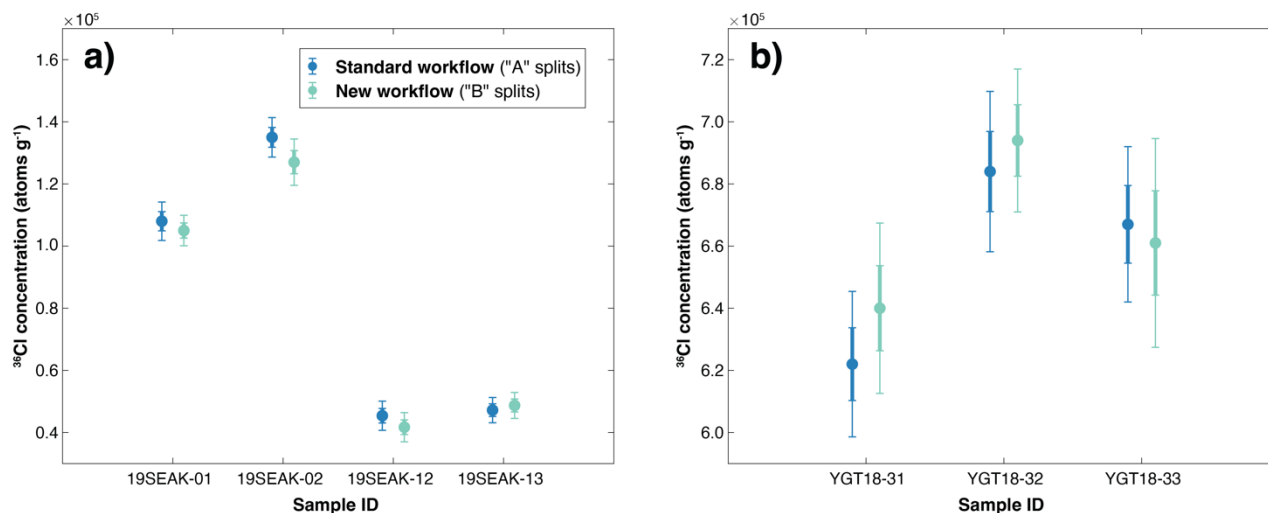 ×10⁵
a)
1.6
1.4
1.2
1.0
0.8
0.6
0.4
³⁶Cl concentration (atoms g⁻¹)
Standard workflow ("A" splits)
New workflow ("B" splits)
19SEAK-01 19SEAK-02 19SEAK-12 19SEAK-13
Sample ID
×10⁵
b)
7.2
7.0
6.8
6.6
6.4
6.2
6.0
³⁶Cl concentration (atoms g⁻¹)
YGT18-31 YGT18-32 YGT18-33
Sample ID